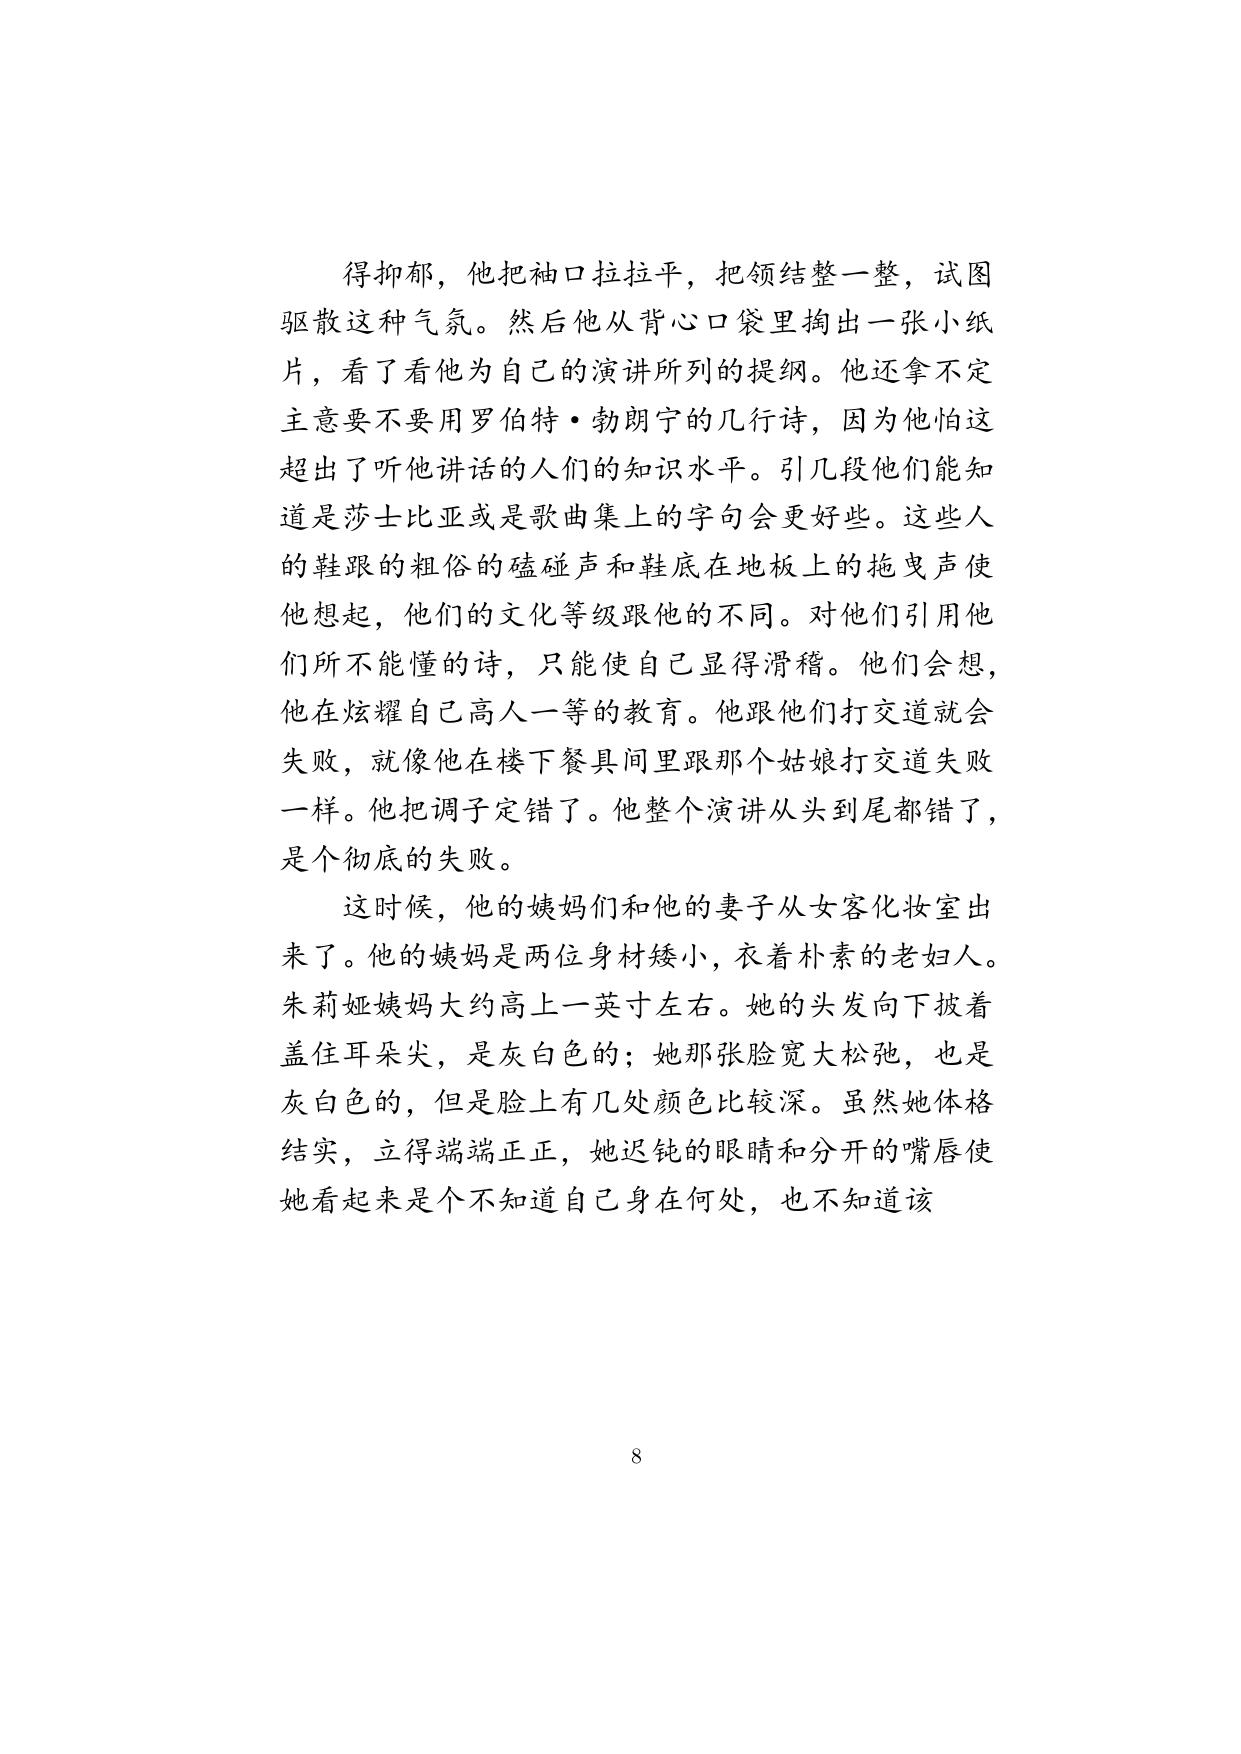 得抑郁，他把袖口拉拉平，把领结整一整，试图
驱散这种气氛。然后他从背心口袋里掏出一张小纸
片，看了看他为自己的演讲所列的提纲。他还拿不定
主意要不要用罗伯特·勃朗宁的几行诗，因为他怕这
超出了听他讲话的人们的知识水平。引几段他们能知
道是莎士比亚或是歌曲集上的字句会更好些。这些人
的鞋跟的粗俗的磕碰声和鞋底在地板上的拖曳声使
他想起，他们的文化等级跟他的不同。对他们引用他
们所不能懂的诗，只能使自己显得滑稽。他们会想，
他在炫耀自己高人一等的教育。他跟他们打交道就会
失败，就像他在楼下餐具间里跟那个姑娘打交道失败
一样。他把调子定错了。他整个演讲从头到尾都错了，
是个彻底的失败。
这时候，他的姨妈们和他的妻子从女客化妆室出
来了。他的姨妈是两位身材矮小，衣着朴素的老妇人。
朱莉娅姨妈大约高上一英寸左右。她的头发向下披着
盖住耳朵尖，是灰白色的；她那张脸宽大松弛，也是
灰白色的，但是脸上有几处颜色比较深。虽然她体格
结实，立得端端正正，她迟钝的眼睛和分开的嘴唇使
她看起来是个不知道自己身在何处，也不知道该
8